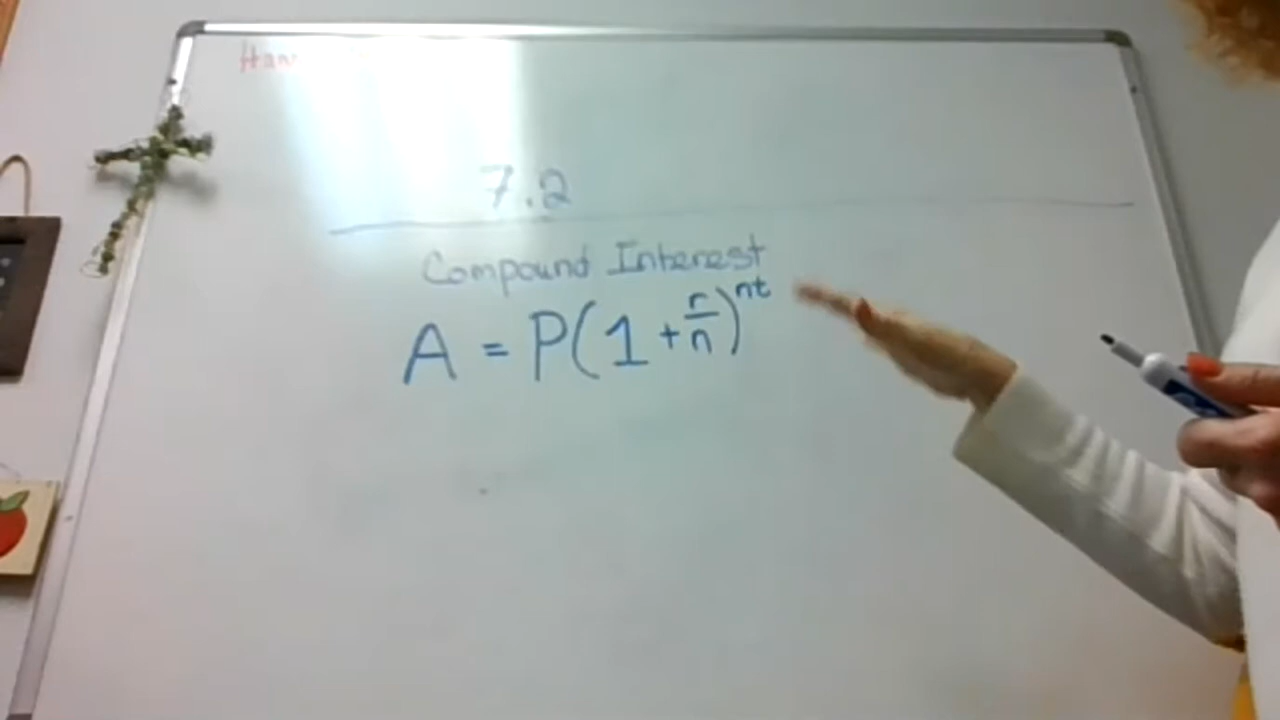 7.2
Compound Interest
A = P(1 + r/n)^nt